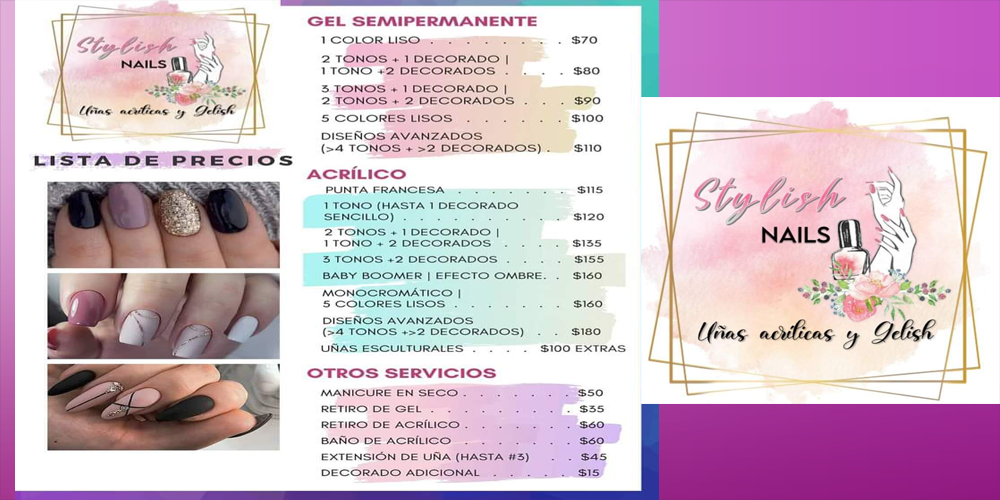 Stylish
NAILS
Uñas acrílicas y Gelish
LISTA DE PRECIOS
GEL SEMIPERMANENTE
1 COLOR LISO . . . . . . . . $70
2 TONOS + 1 DECORADO |
1 TONO +2 DECORADOS . . . . $80
3 TONOS + 1 DECORADO |
2 TONOS + 2 DECORADOS . . . $90
5 COLORES LISOS . . . . . . $100
DISEÑOS AVANZADOS
(>4 TONOS + >2 DECORADOS) . $110
ACRÍLICO
PUNTA FRANCESA . . . . . . . $115
1 TONO (HASTA 1 DECORADO
SENCILLO) . . . . . . . . . . $120
2 TONOS + 1 DECORADO |
1 TONO + 2 DECORADOS . . . . $135
3 TONOS +2 DECORADOS . . . . $155
BABY BOOMER | EFECTO OMBRE. . $160
MONOCROMÁTICO |
5 COLORES LISOS . . . . . . . $160
DISEÑOS AVANZADOS
(>4 TONOS +>2 DECORADOS) . . $180
UÑAS ESCULTURALES . . . . $100 EXTRAS
OTROS SERVICIOS
MANICURE EN SECO . . . . . . $50
RETIRO DE GEL . . . . . . . . $35
RETIRO DE ACRÍLICO . . . . . . $60
BAÑO DE ACRÍLICO . . . . . . $60
EXTENSIÓN DE UÑA (HASTA #3) . . $45
DECORADO ADICIONAL . . . . . $15
Stylish
NAILS
Uñas acrílicas y Gelish